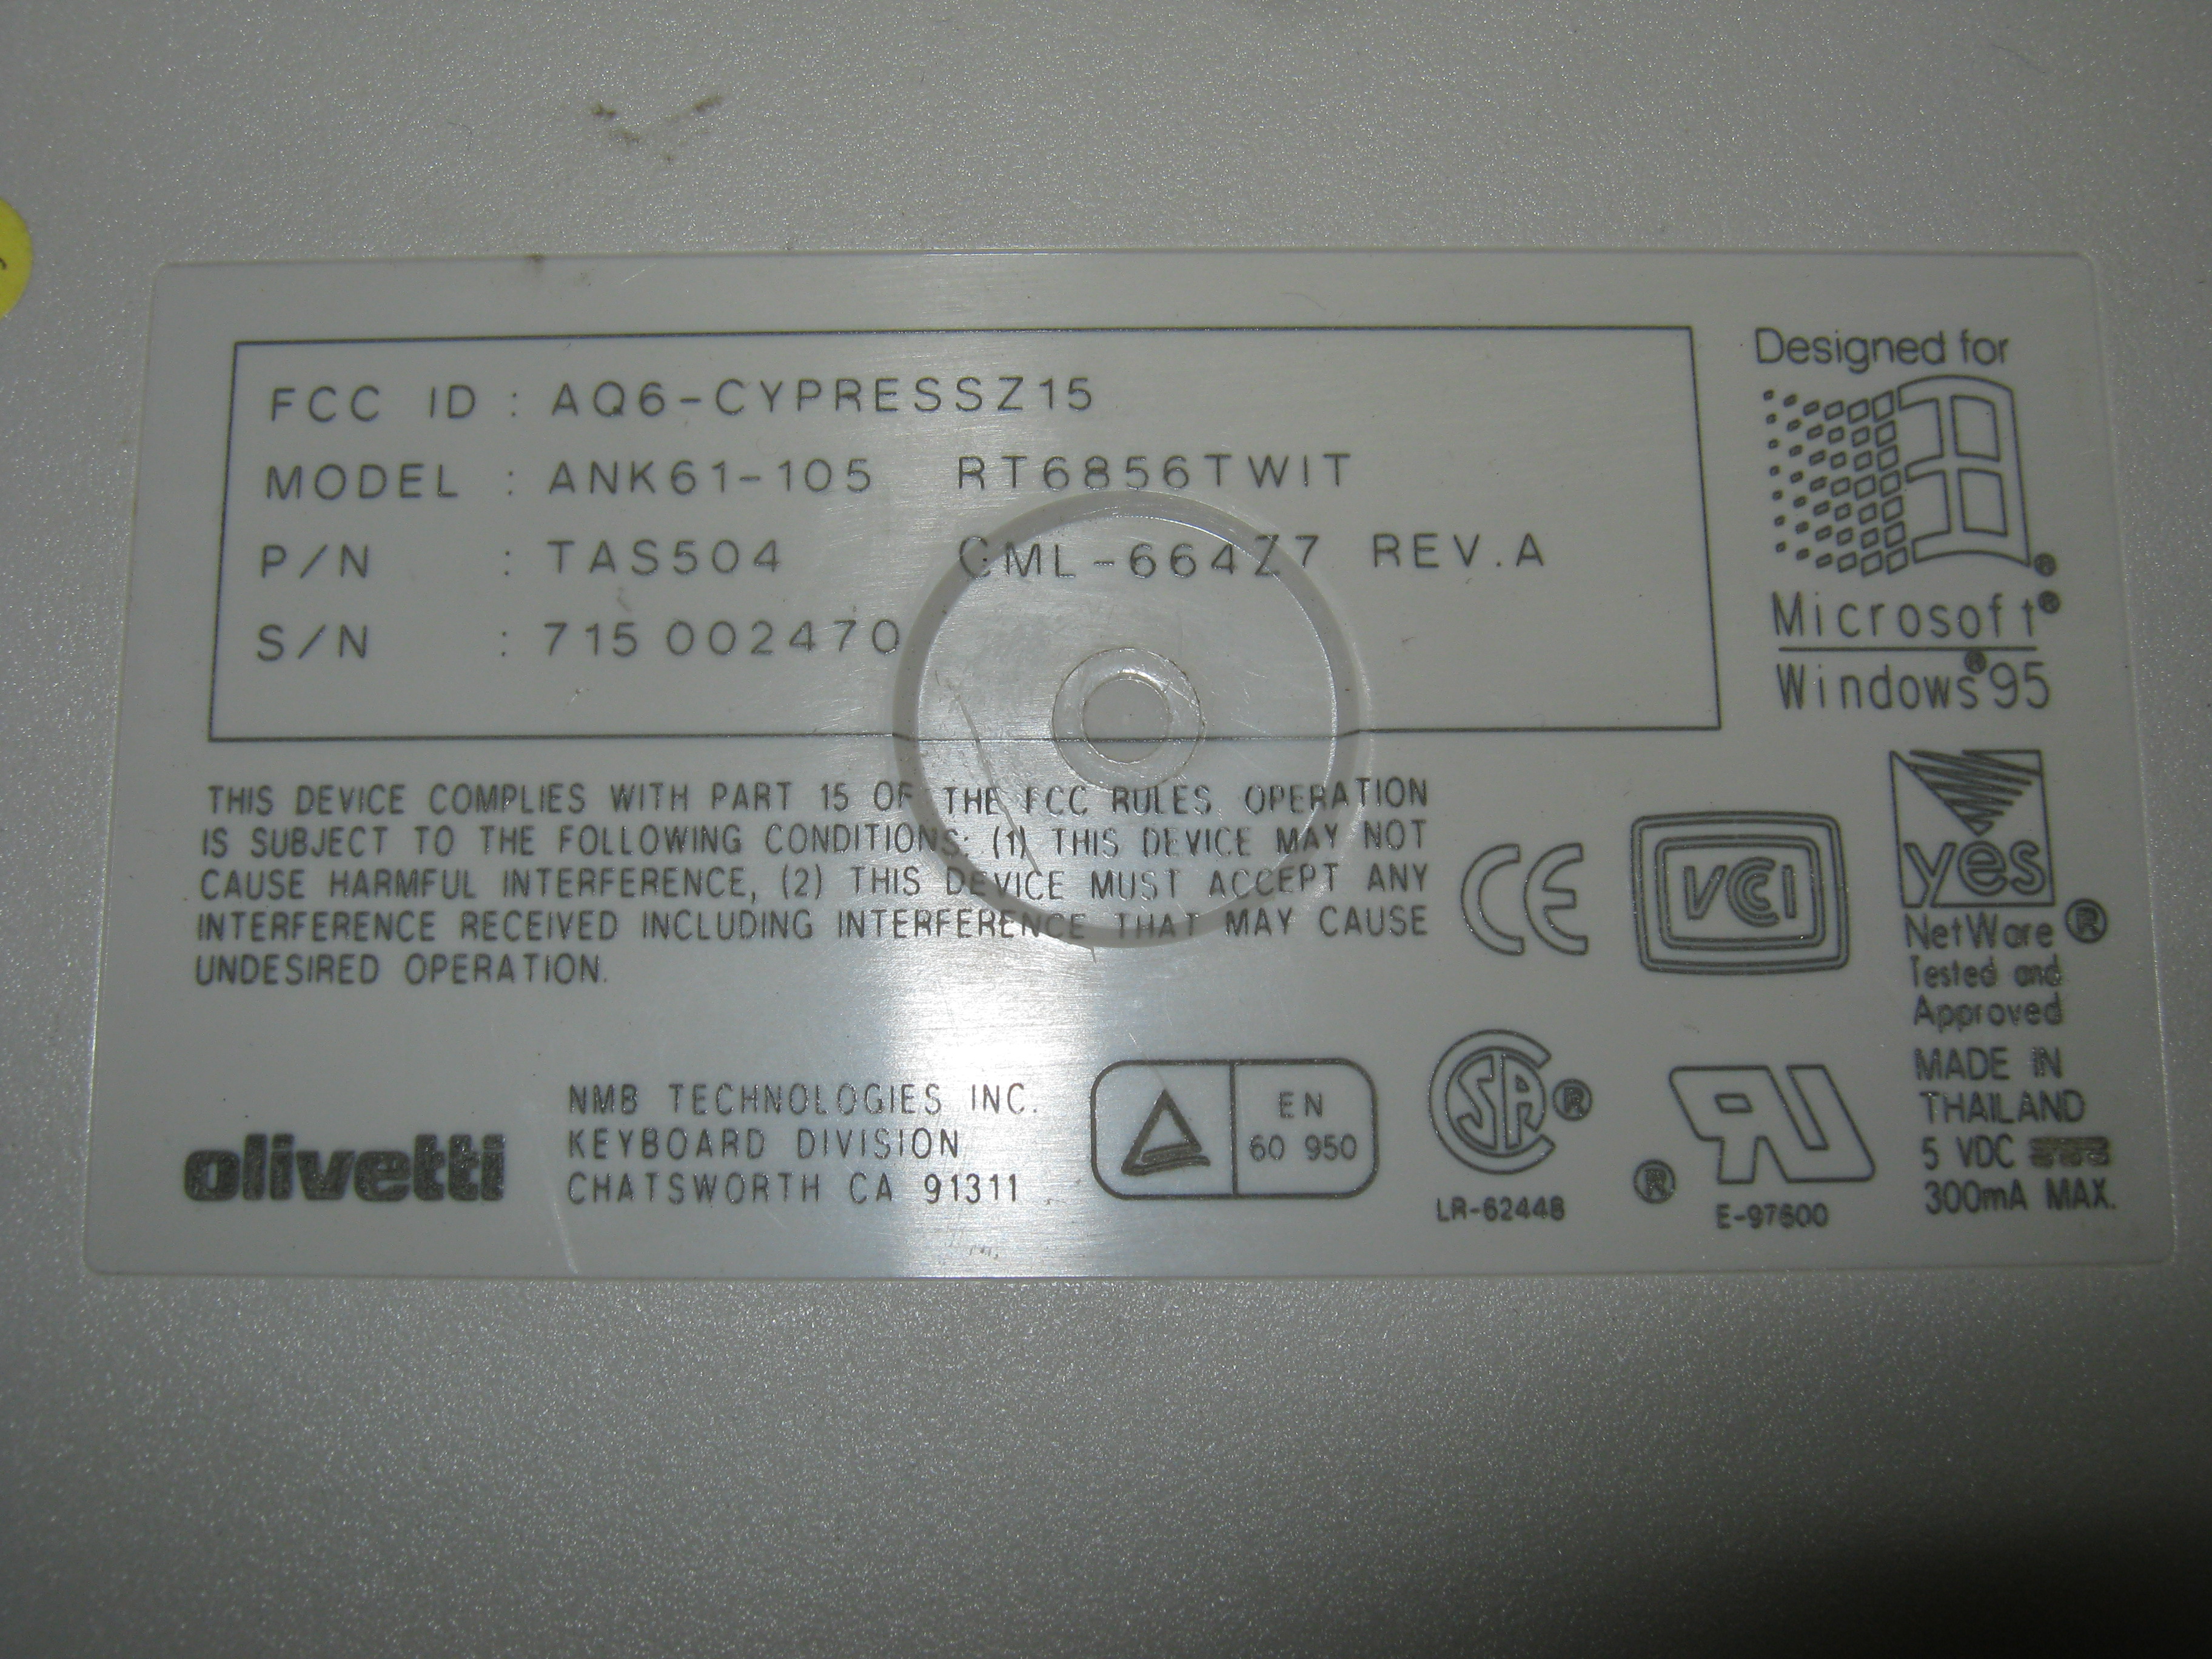 FCC ID : AQ6-CYPRESSZ15
MODEL : ANK61-105 RT6856TWIT
P/N : TAS504 CML-664Z7 REV.A
S/N : 715 002470
Designed for
Microsoft®
Windows®95
THIS DEVICE COMPLIES WITH PART 15 OF THE FCC RULES. OPERATION
IS SUBJECT TO THE FOLLOWING CONDITIONS: (1) THIS DEVICE MAY NOT
CAUSE HARMFUL INTERFERENCE, (2) THIS DEVICE MUST ACCEPT ANY
INTERFERENCE RECEIVED INCLUDING INTERFERENCE THAT MAY CAUSE
UNDESIRED OPERATION.
CE
VCCI
yes
NetWare ®
Tested and
Approved
olivetti
NMB TECHNOLOGIES INC.
KEYBOARD DIVISION
CHATSWORTH CA 91311
EN
60 950
SA ®
LR-62448
RU ®
E-97600
MADE IN
THAILAND
5 VDC
300mA MAX.